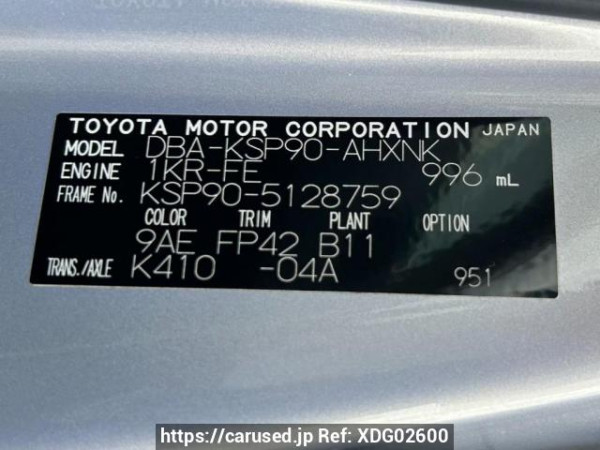 TOYOTA MOTOR CORPORATION JAPAN
MODEL DBA-KSP90-AHXNK
ENGINE 1KR-FE 996 mL
FRAME No. KSP90-5128759
COLOR TRIM PLANT OPTION
9AE FP42 B11
TRANS./AXLE K410 -04A 951
https://carused.jp Ref: XDG02600